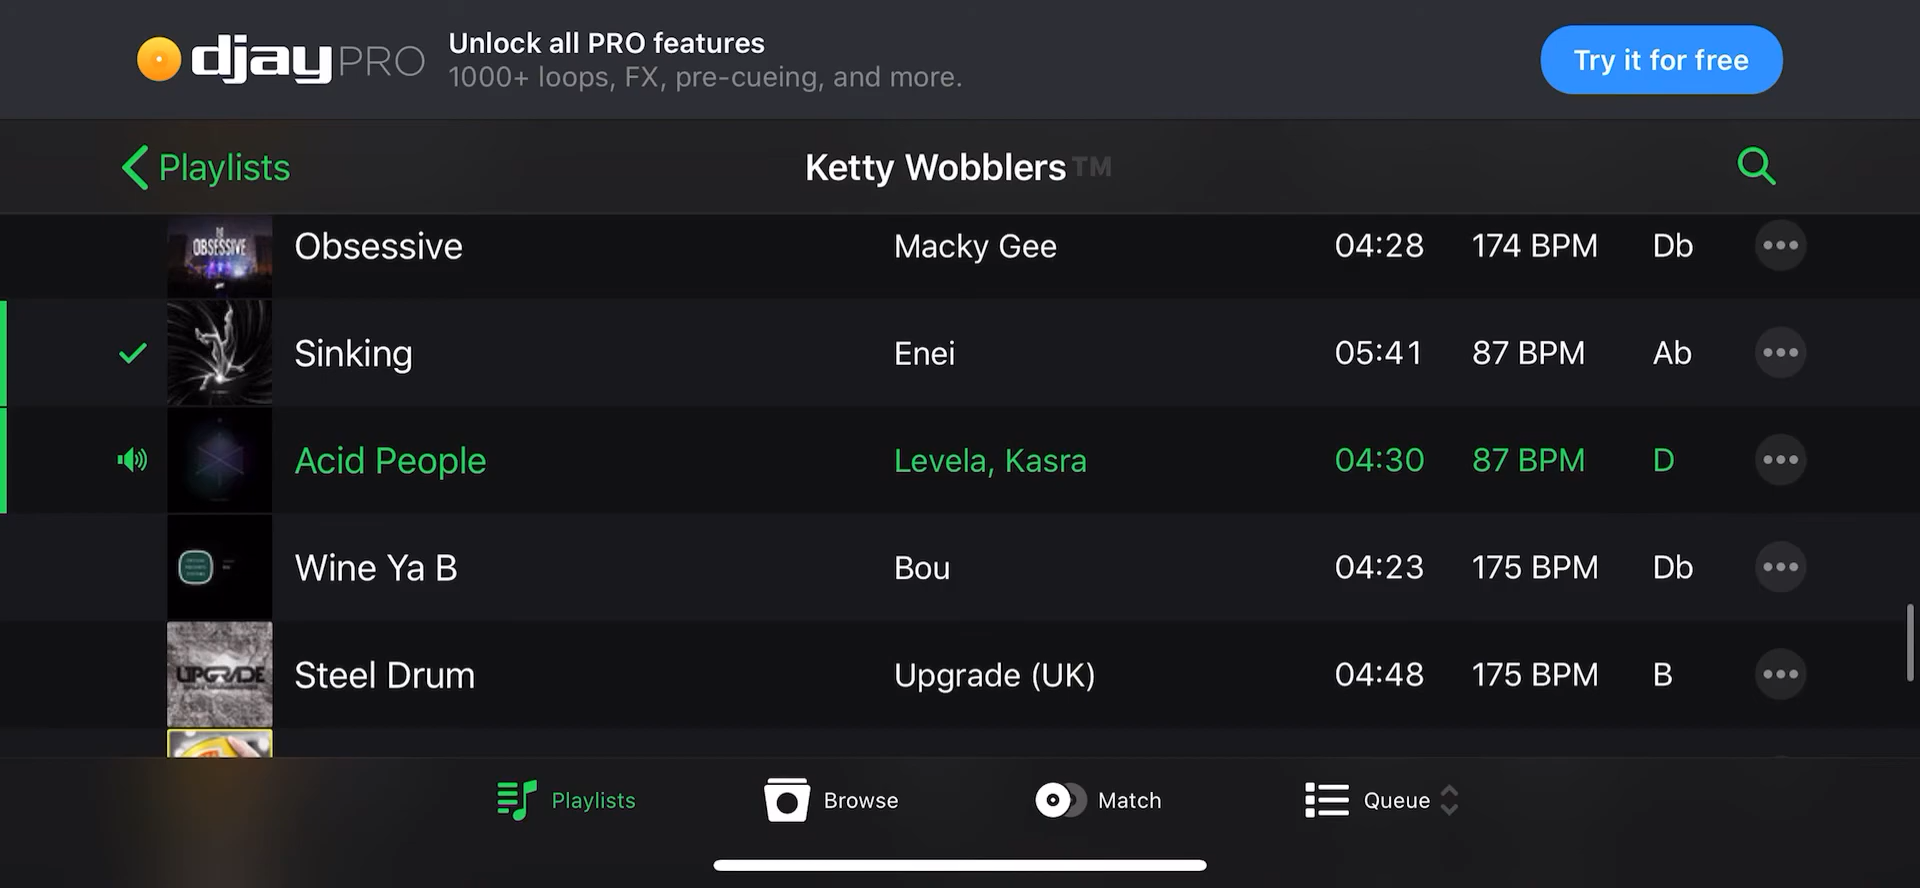 djay PRO
Unlock all PRO features
1000+ loops, FX, pre-cueing, and more.
Try it for free
Playlists
Ketty Wobblers™
OBSESSIVE
Obsessive Macky Gee 04:28 174 BPM Db
Sinking Enei 05:41 87 BPM Ab
Acid People Levela, Kasra 04:30 87 BPM D
Wine Ya B Bou 04:23 175 BPM Db
UPGRADE
Steel Drum Upgrade (UK) 04:48 175 BPM B
Playlists Browse Match Queue